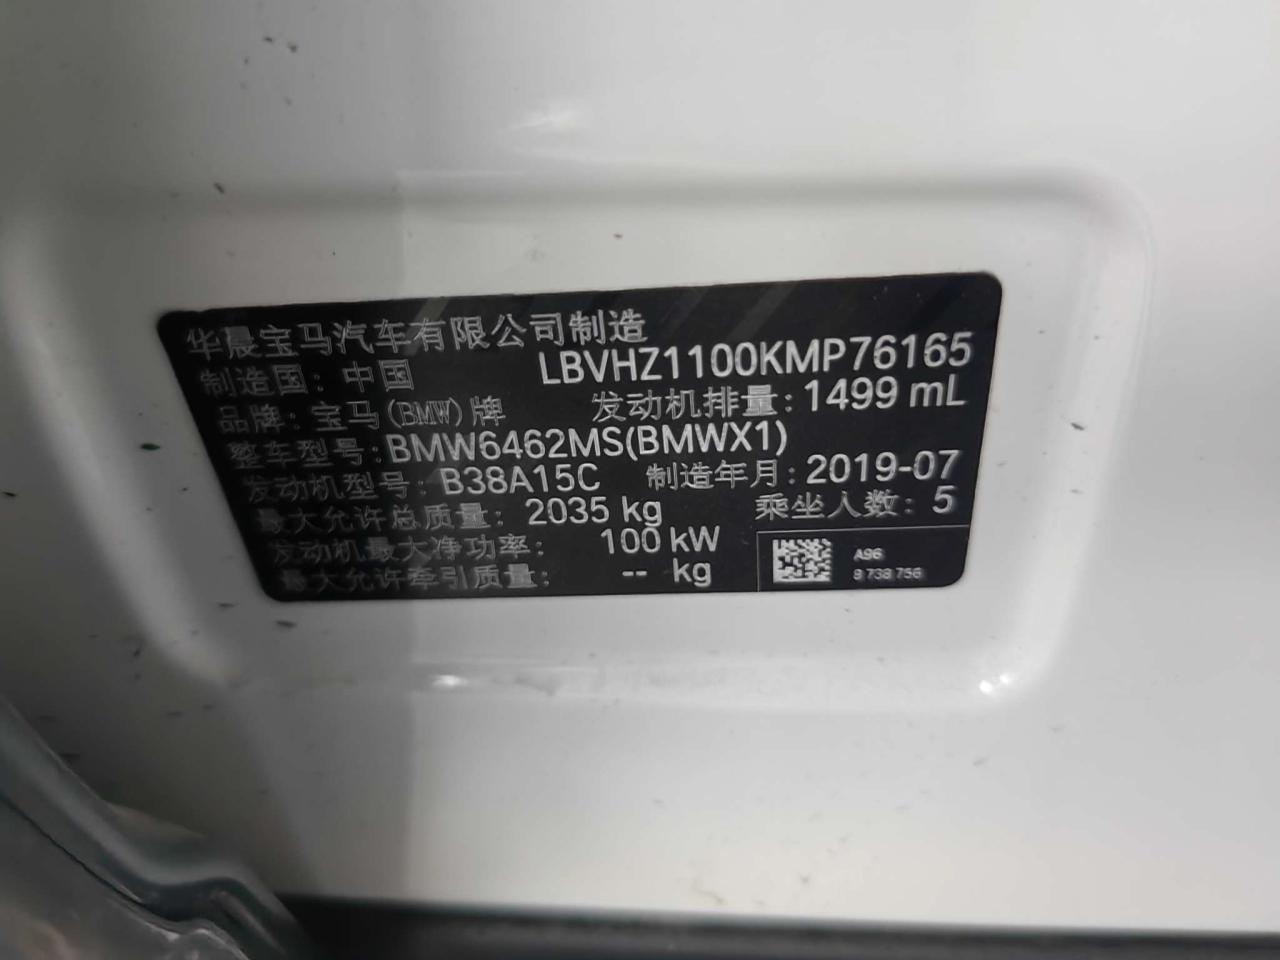 华晨宝马汽车有限公司制造
制造国：中国 LBVHZ1100KMP76165
品牌：宝马(BMW)牌 发动机排量：1499 mL
整车型号：BMW6462MS(BMWX1)
发动机型号：B38A15C 制造年月：2019-07
最大允许总质量：2035 kg 乘坐人数：5
发动机最大净功率：100 kW
最大允许牵引质量：-- kg
A96
9 738 756